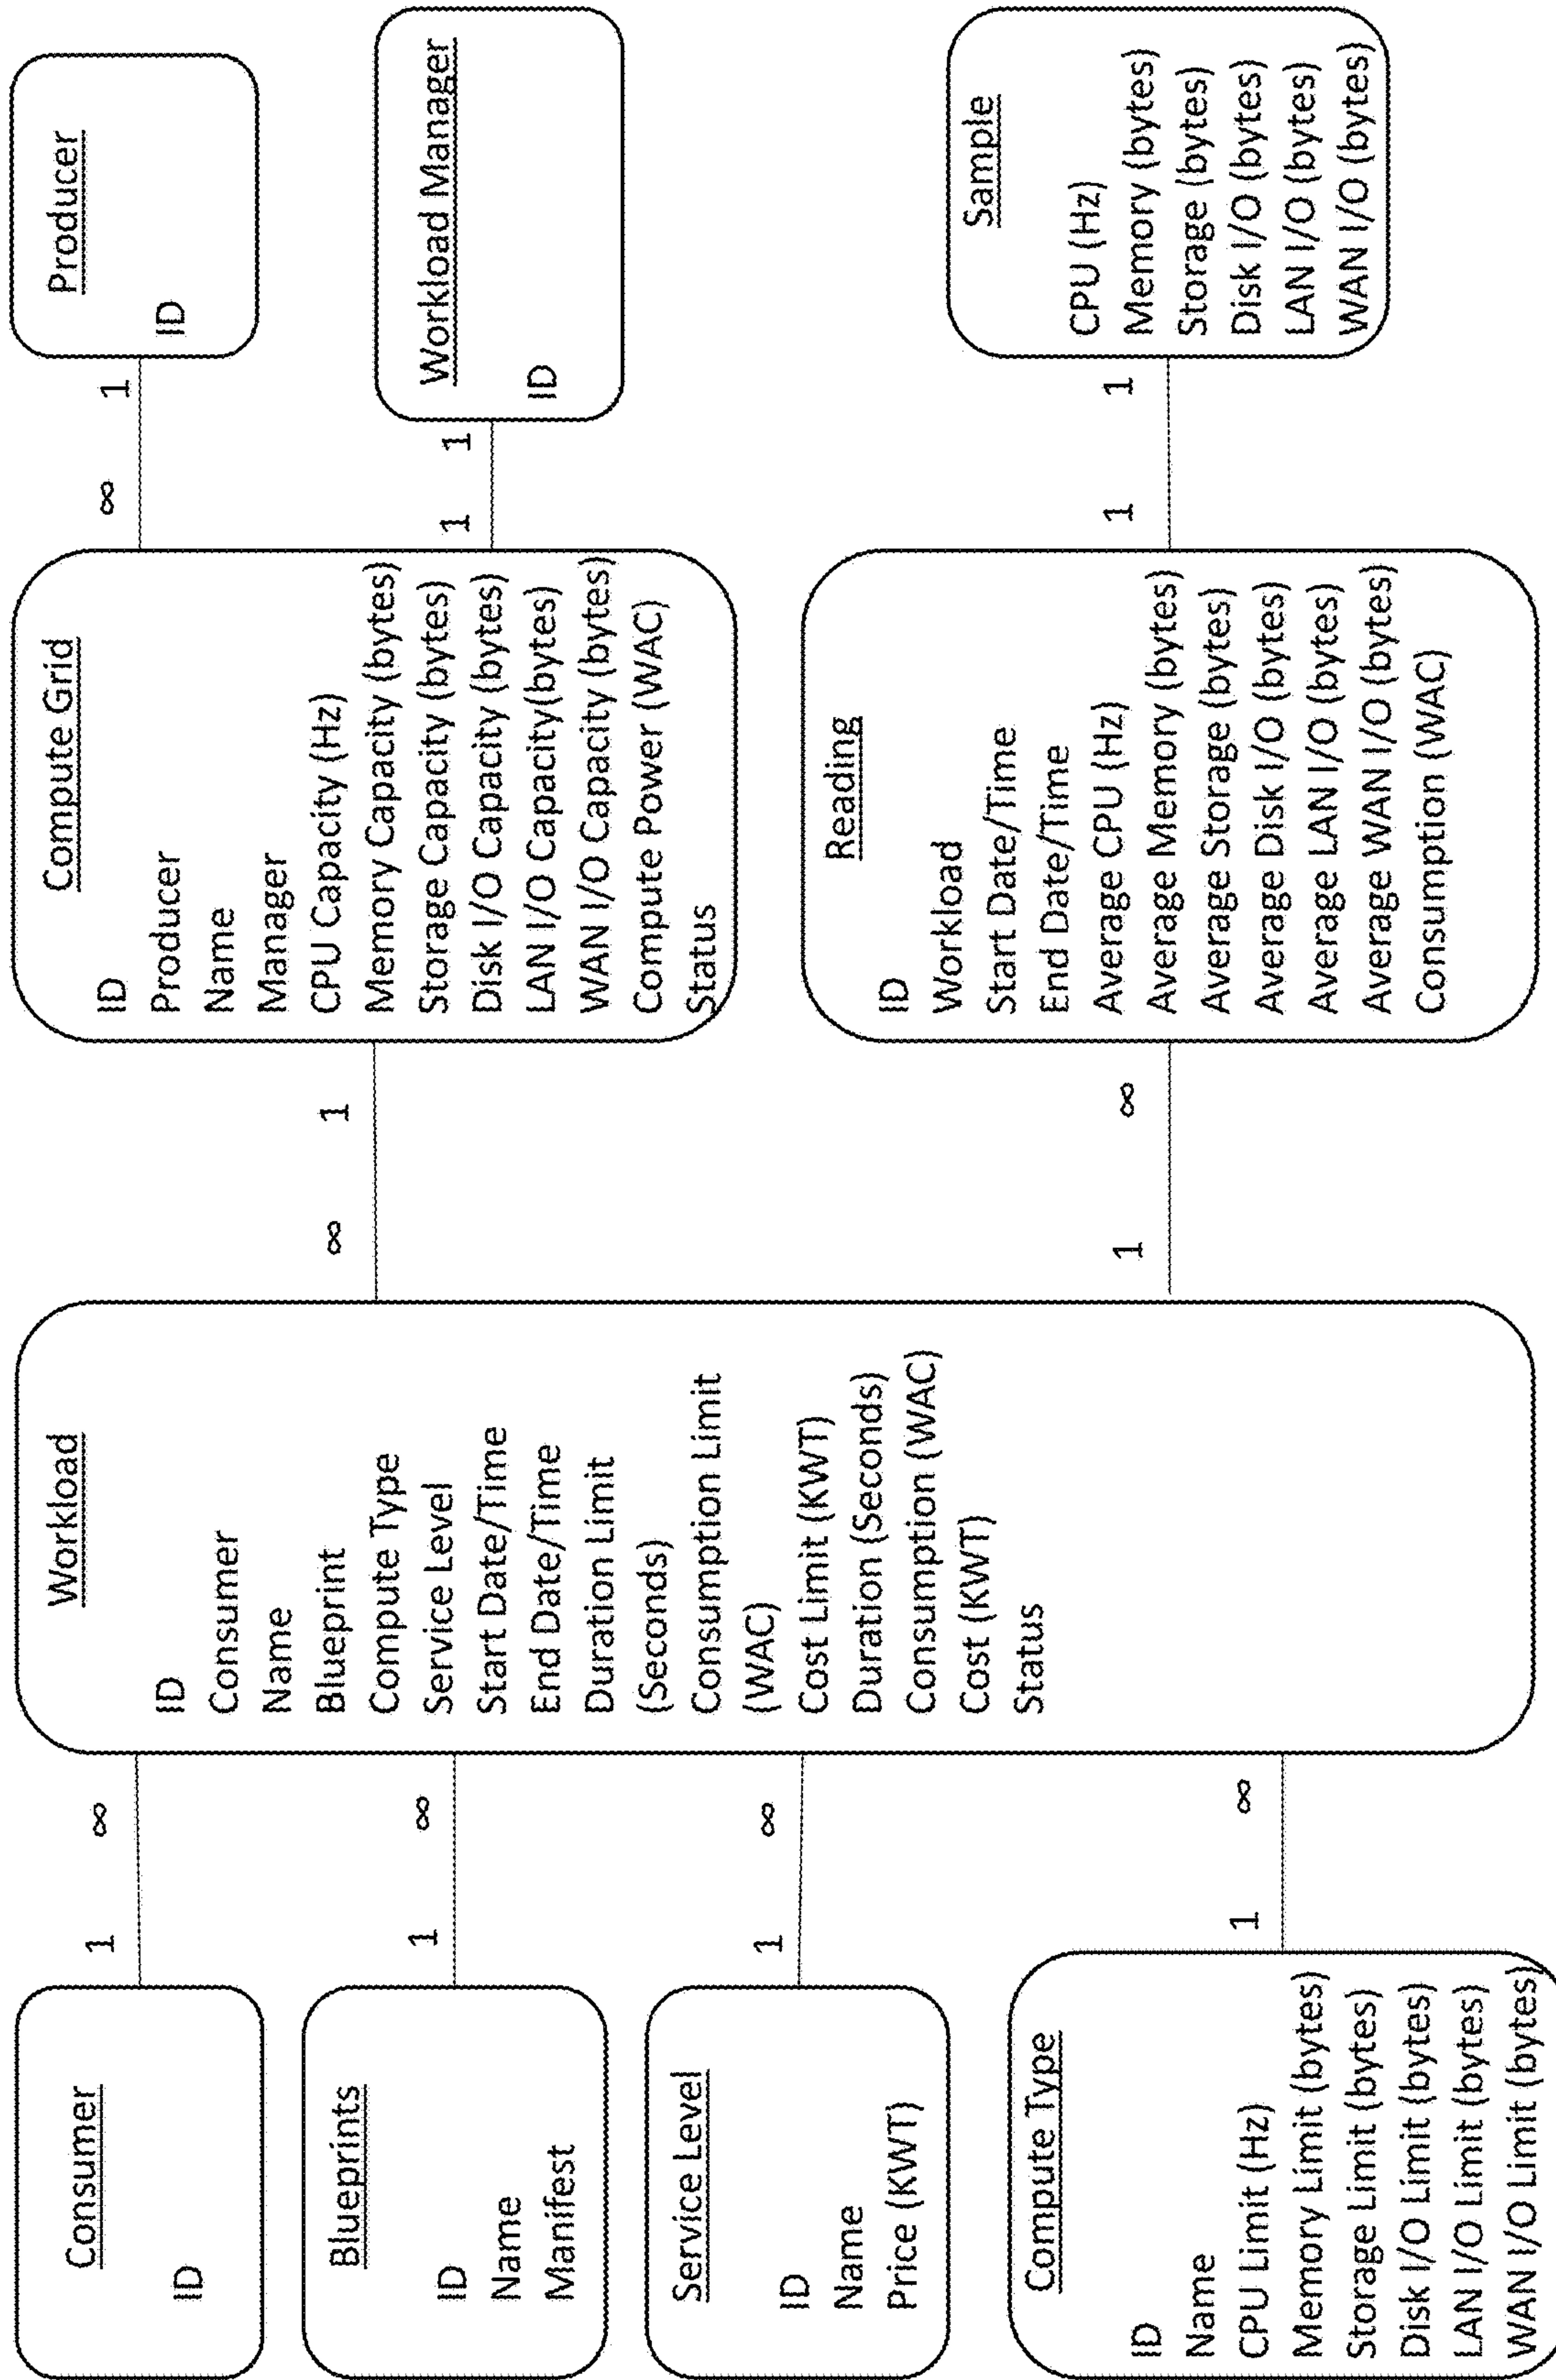 Consumer
ID
1
∞
Blueprints
ID
Name
Manifest
1
∞
Service Level
ID
Name
Price (KWT)
1
∞
Compute Type
ID
Name
CPU Limit (Hz)
Memory Limit (bytes)
Storage Limit (bytes)
Disk I/O Limit (bytes)
LAN I/O Limit (bytes)
WAN I/O Limit (bytes)
1
∞
Workload
ID
Consumer
Name
Blueprint
Compute Type
Service Level
Start Date/Time
End Date/Time
Duration Limit
(Seconds)
Consumption Limit
(WAC)
Cost Limit (KWT)
Duration (Seconds)
Consumption (WAC)
Cost (KWT)
Status
∞
1
1
∞
Compute Grid
ID
Producer
Name
Manager
CPU Capacity (Hz)
Memory Capacity (bytes)
Storage Capacity (bytes)
Disk I/O Capacity (bytes)
LAN I/O Capacity(bytes)
WAN I/O Capacity (bytes)
Compute Power (WAC)
Status
∞
1
1
1
Reading
ID
Workload
Start Date/Time
End Date/Time
Average CPU (Hz)
Average Memory (bytes)
Average Storage (bytes)
Average Disk I/O (bytes)
Average LAN I/O (bytes)
Average WAN I/O (bytes)
Consumption (WAC)
1
1
Producer
ID
Workload Manager
ID
Sample
CPU (Hz)
Memory (bytes)
Storage (bytes)
Disk I/O (bytes)
LAN I/O (bytes)
WAN I/O (bytes)